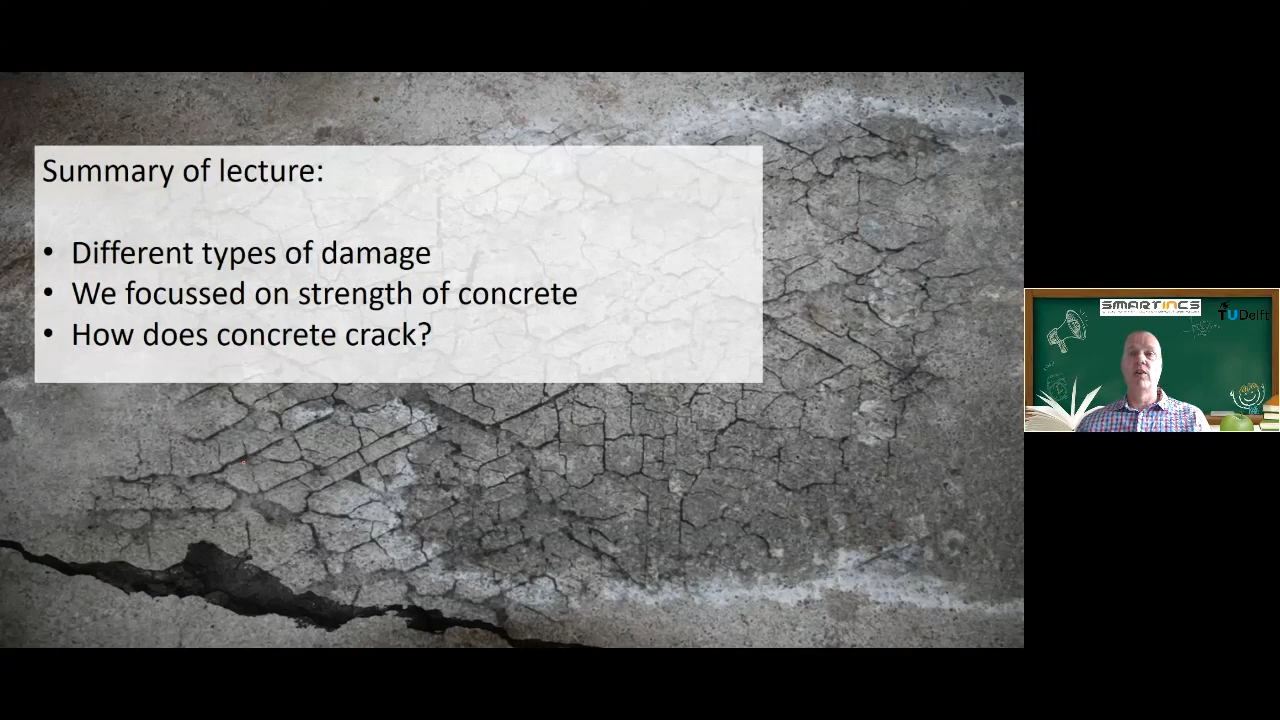 Summary of lecture:
• Different types of damage
• We focussed on strength of concrete
• How does concrete crack?
SMARTINCS
TUDelft